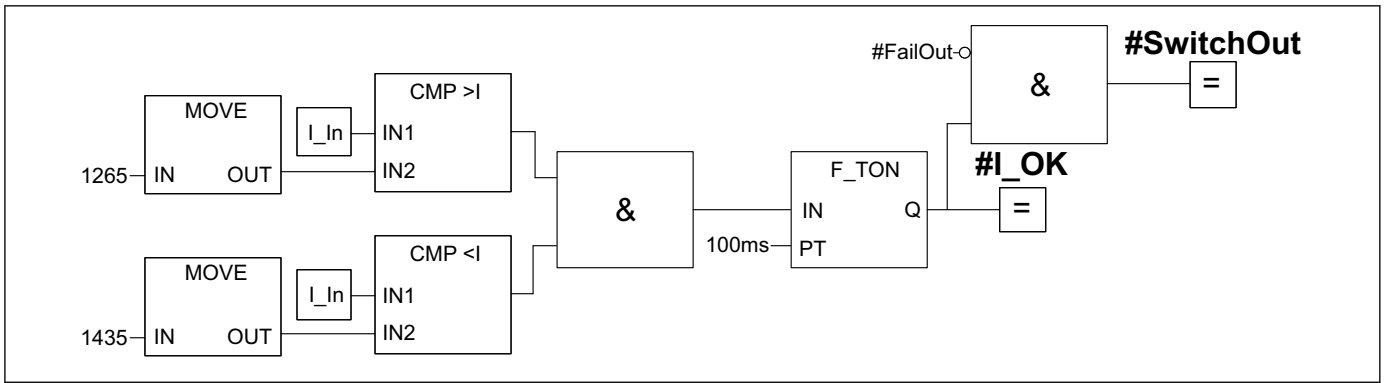 #SwitchOut
#FailOut
&
=
CMP >I
MOVE
I_In
IN1
1265
IN
OUT
IN2
#I_OK
F_TON
&
IN
Q
=
100ms
PT
CMP <I
MOVE
I_In
IN1
1435
IN
OUT
IN2